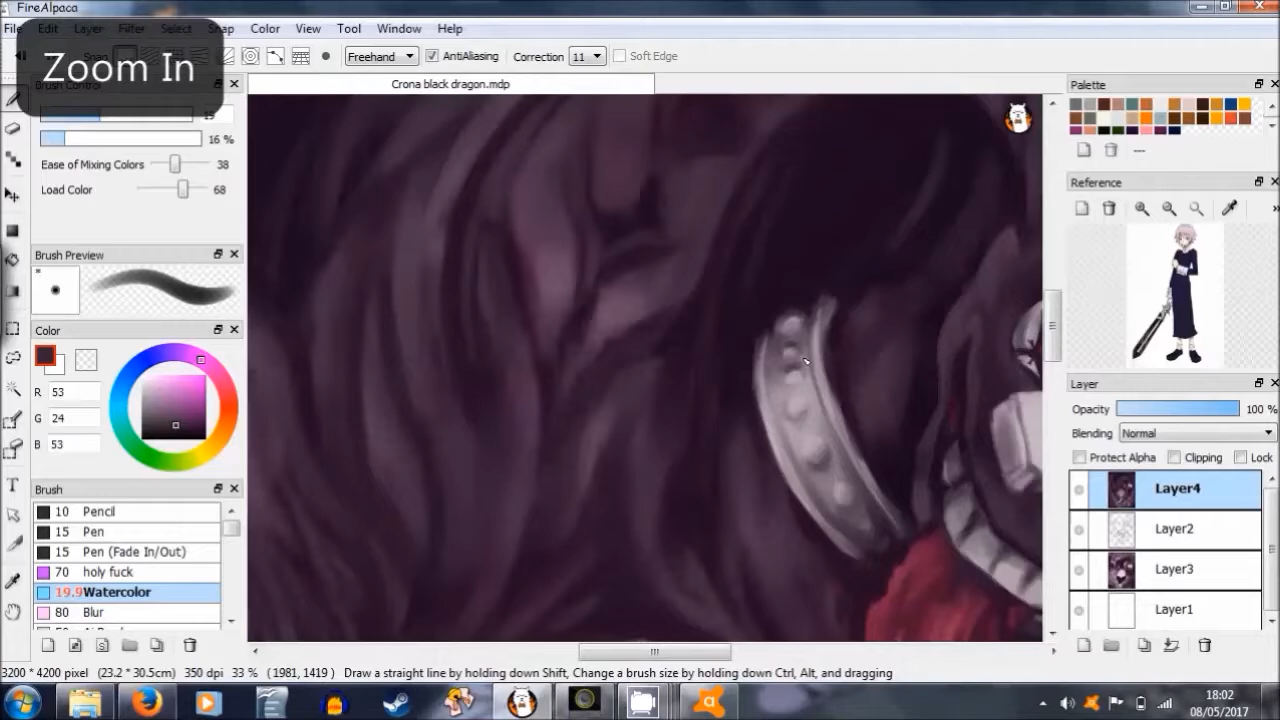 FireAlpaca
File Edit Layer Filter Select Snap Color View Tool Window Help
Zoom In
Snap Freehand AntiAliasing Correction 11 Soft Edge
Brush Control
Crona black dragon.mdp
Palette
16 %
Ease of Mixing Colors 38
Load Color 68
---
Reference
Brush Preview
Color
R 53
G 24
B 53
Layer
Opacity 100 %
Blending Normal
Protect Alpha Clipping Lock
Layer4
Layer2
Layer3
Layer1
Brush
10 Pencil
15 Pen
15 Pen (Fade In/Out)
70 holy fuck
19.9 Watercolor
80 Blur
3200 * 4200 pixel (23.2 * 30.5cm) 350 dpi 33 % (1981, 1419) Draw a straight line by holding down Shift, Change a brush size by holding down Ctrl, Alt, and dragging
18:02
08/05/2017